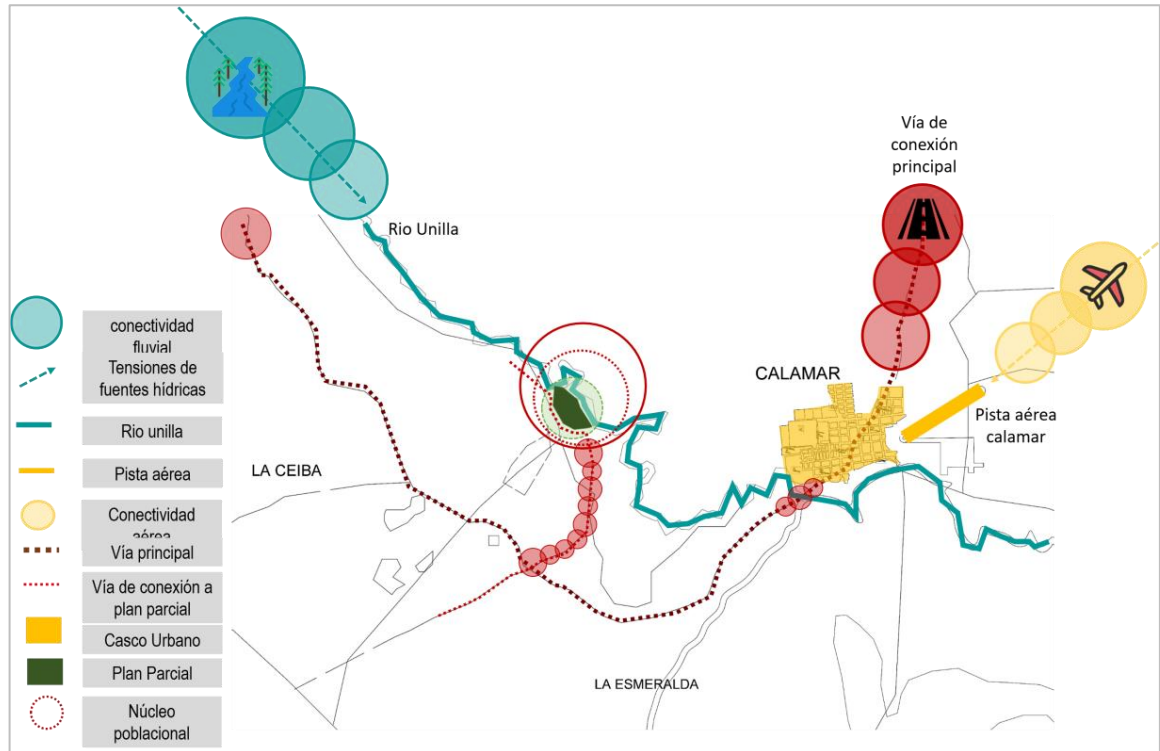 Vía de
conexión
principal
Rio Unilla
CALAMAR
Pista aérea
calamar
LA CEIBA
LA ESMERALDA
conectividad
fluvial
Tensiones de
fuentes hídricas
Rio unilla
Pista aérea
Conectividad
aérea
Vía principal
Vía de conexión a
plan parcial
Casco Urbano
Plan Parcial
Núcleo
poblacional